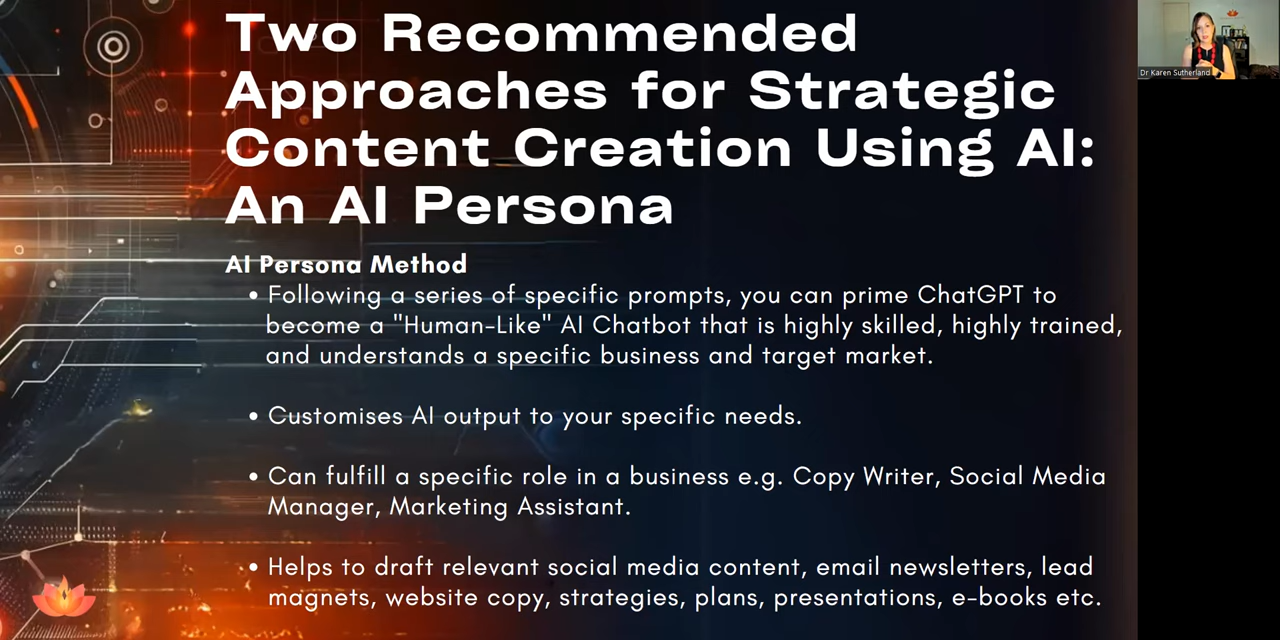 Two Recommended
Approaches for Strategic
Content Creation Using AI:
An AI Persona
AI Persona Method
• Following a series of specific prompts, you can prime ChatGPT to
become a "Human-Like" AI Chatbot that is highly skilled, highly trained,
and understands a specific business and target market.
• Customises AI output to your specific needs.
• Can fulfill a specific role in a business e.g. Copy Writer, Social Media
Manager, Marketing Assistant.
• Helps to draft relevant social media content, email newsletters, lead
magnets, website copy, strategies, plans, presentations, e-books etc.
Dr Karen Sutherland